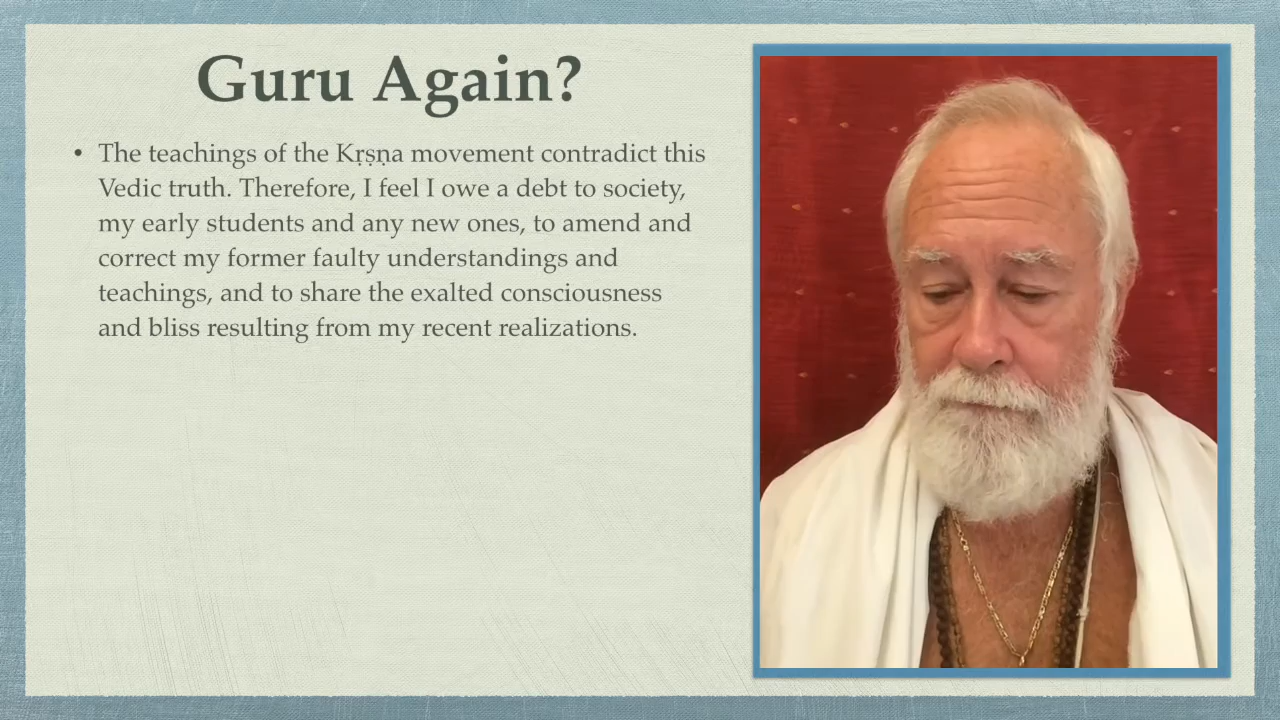 Guru Again?
• The teachings of the Kṛṣṇa movement contradict this
Vedic truth. Therefore, I feel I owe a debt to society,
my early students and any new ones, to amend and
correct my former faulty understandings and
teachings, and to share the exalted consciousness
and bliss resulting from my recent realizations.